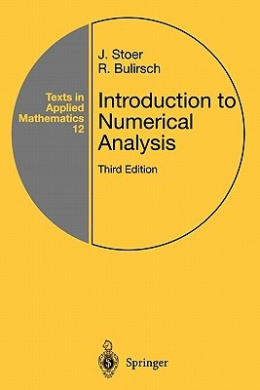 J. Stoer
R. Bulirsch
Texts in
Applied
Mathematics
12
Introduction to
Numerical
Analysis
Third Edition
Springer